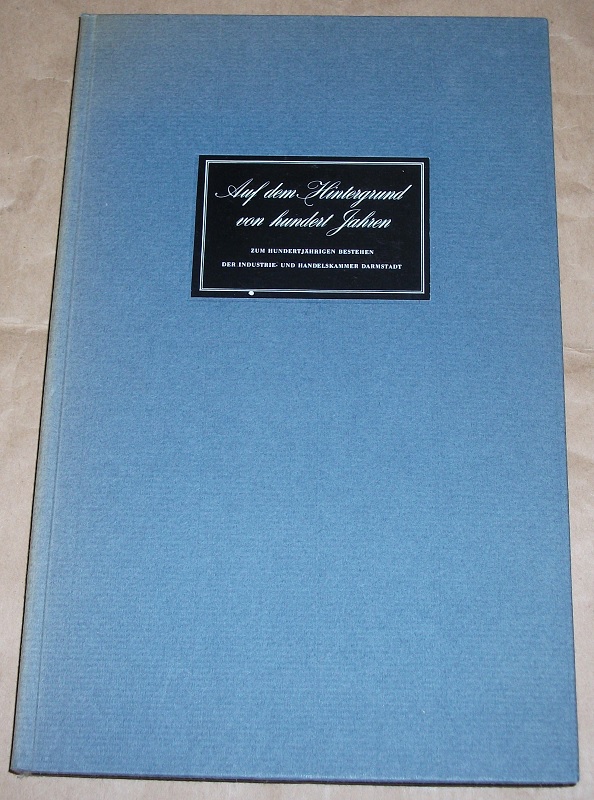 Auf dem Hintergrund
von hundert Jahren
ZUM HUNDERTJÄHRIGEN BESTEHEN
DER INDUSTRIE- UND HANDELSKAMMER DARMSTADT